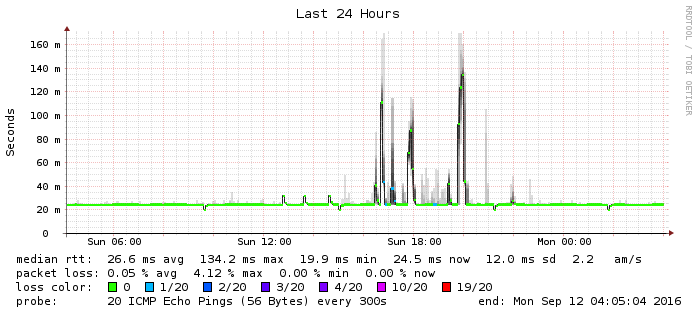 Last 24 Hours
RRDTOOL / TOBI OETIKER
Seconds
160 m
140 m
120 m
100 m
80 m
60 m
40 m
20 m
0
Sun 06:00 Sun 12:00 Sun 18:00 Mon 00:00
median rtt: 26.6 ms avg 134.2 ms max 19.9 ms min 24.5 ms now 12.0 ms sd 2.2 am/s
packet loss: 0.05 % avg 4.12 % max 0.00 % min 0.00 % now
loss color: 0 1/20 2/20 3/20 4/20 10/20 19/20
probe: 20 ICMP Echo Pings (56 Bytes) every 300s end: Mon Sep 12 04:05:04 2016